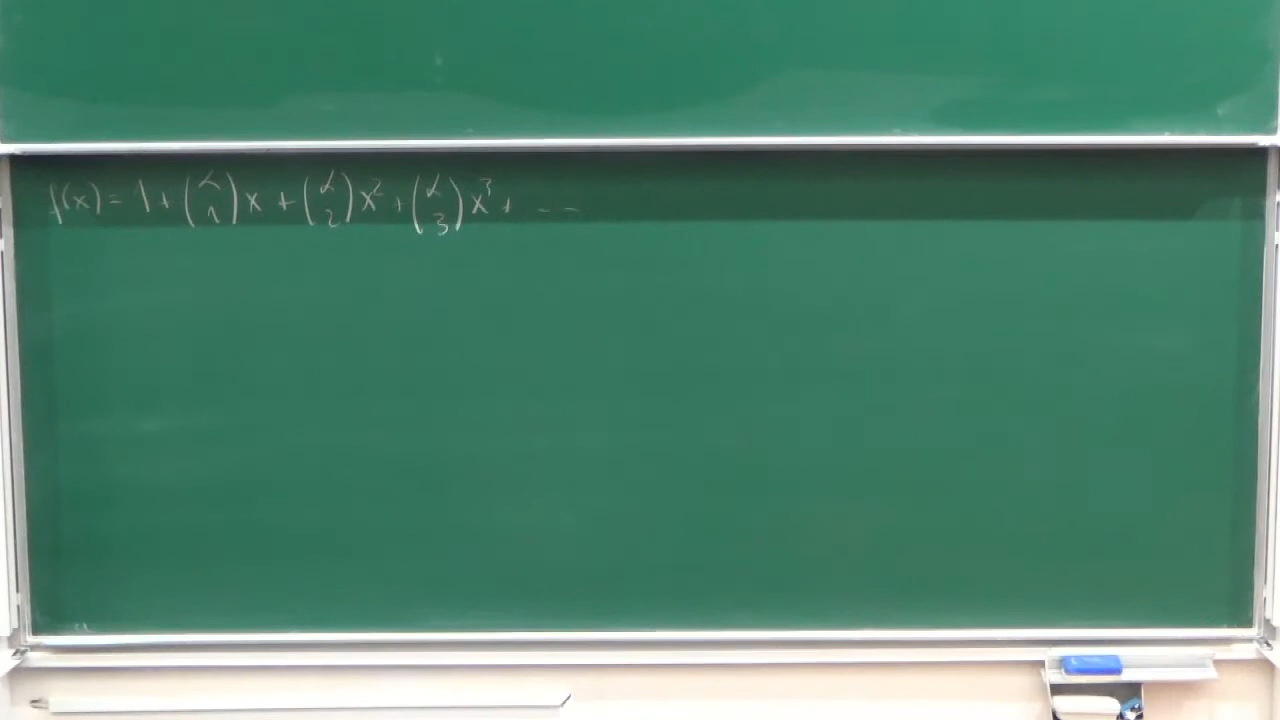 f(x) = 1 + (α 1) x + (α 2) x² + (α 3) x³ + - -